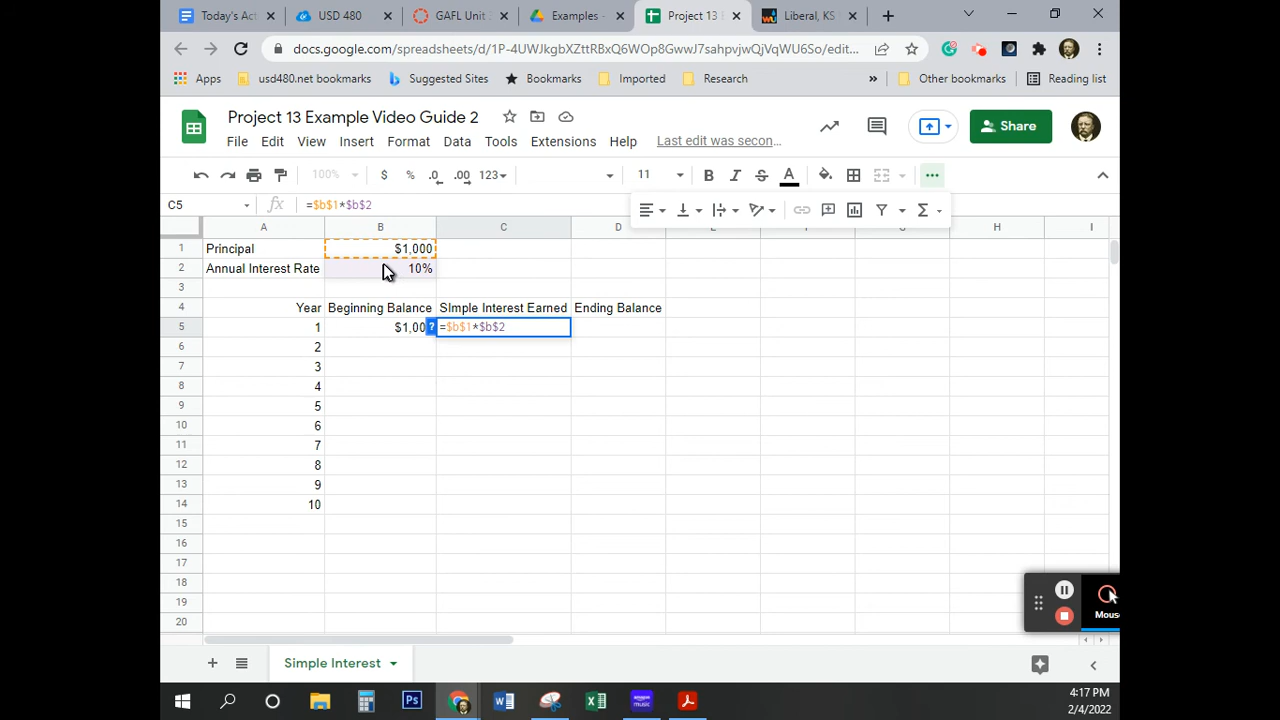 Today's Act
USD 480
GAFL Unit
Examples -
Project 13
Liberal, KS
docs.google.com/spreadsheets/d/1P-4UWJkgbXZttRBxQ6WOp8GwwJ7sahpvjwQjVqWU6So/edit...
Apps
usd480.net bookmarks
Suggested Sites
Bookmarks
Imported
Research
»
Other bookmarks
Reading list
Project 13 Example Video Guide 2
Share
File Edit View Insert Format Data Tools Extensions Help Last edit was secon...
100% $ % .0 .00 123 11 B I S A
C5 =$b$1*$b$2
A B C D H I
1 Principal $1,000
2 Annual Interest Rate 10%
3
4 Year Beginning Balance SImple Interest Earned Ending Balance
5 1 $1,00 ? =$b$1*$b$2
6 2
7 3
8 4
9 5
10 6
11 7
12 8
13 9
14 10
15
16
17
18
19
20
Mous
Simple Interest
4:17 PM
2/4/2022